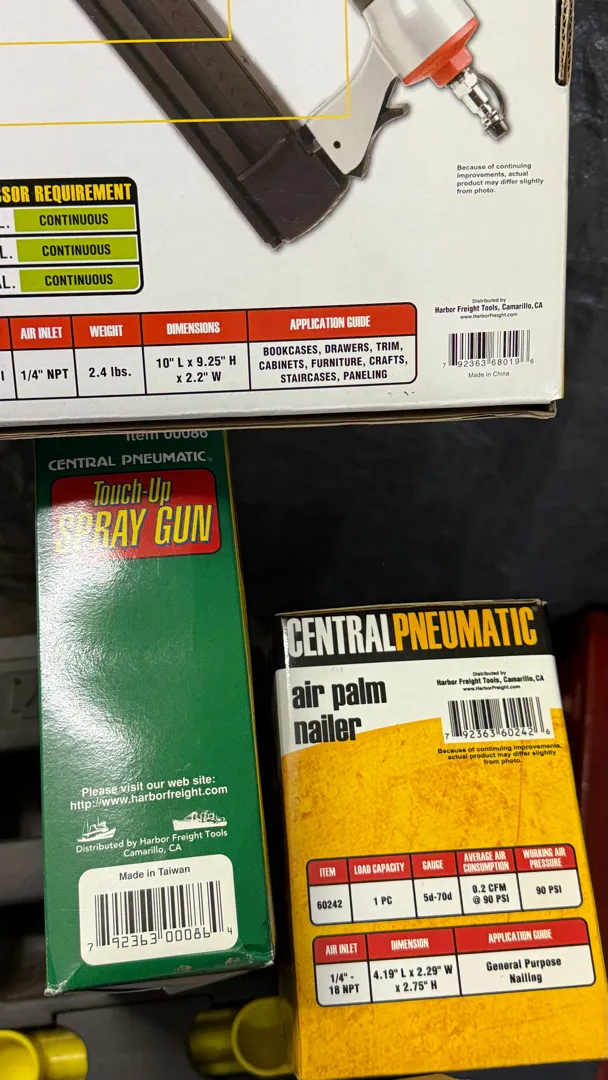 Because of continuing
improvements, actual
product may differ slightly
from photo.
SSOR REQUIREMENT
L. CONTINUOUS
L. CONTINUOUS
AL. CONTINUOUS
AIR INLET WEIGHT DIMENSIONS APPLICATION GUIDE
1/4" NPT 2.4 lbs. 10" L x 9.25" H
x 2.2" W
BOOKCASES, DRAWERS, TRIM,
CABINETS, FURNITURE, CRAFTS,
STAIRCASES, PANELING
Distributed by
Harbor Freight Tools, Camarillo, CA
www.HarborFreight.com
7 92363 68019 6
Made in China
Item 00086
CENTRAL PNEUMATIC®
Touch-Up
SPRAY GUN
Please visit our web site:
http://www.harborfreight.com
Distributed by Harbor Freight Tools
Camarillo, CA
Made in Taiwan
7 92363 00086 4
CENTRALPNEUMATIC
air palm
nailer
Distributed by
Harbor Freight Tools, Camarillo, CA
www.HarborFreight.com
7 92363 60242 6
Because of continuing improvements,
actual product may differ slightly
from photo.
ITEM LOAD CAPACITY GAUGE AVERAGE AIR
CONSUMPTION WORKING AIR
PRESSURE
60242 1 PC 5d-70d 0.2 CFM
@ 90 PSI 90 PSI
AIR INLET DIMENSION APPLICATION GUIDE
1/4" -
18 NPT 4.19" L x 2.29" W
x 2.75" H General Purpose
Nailing